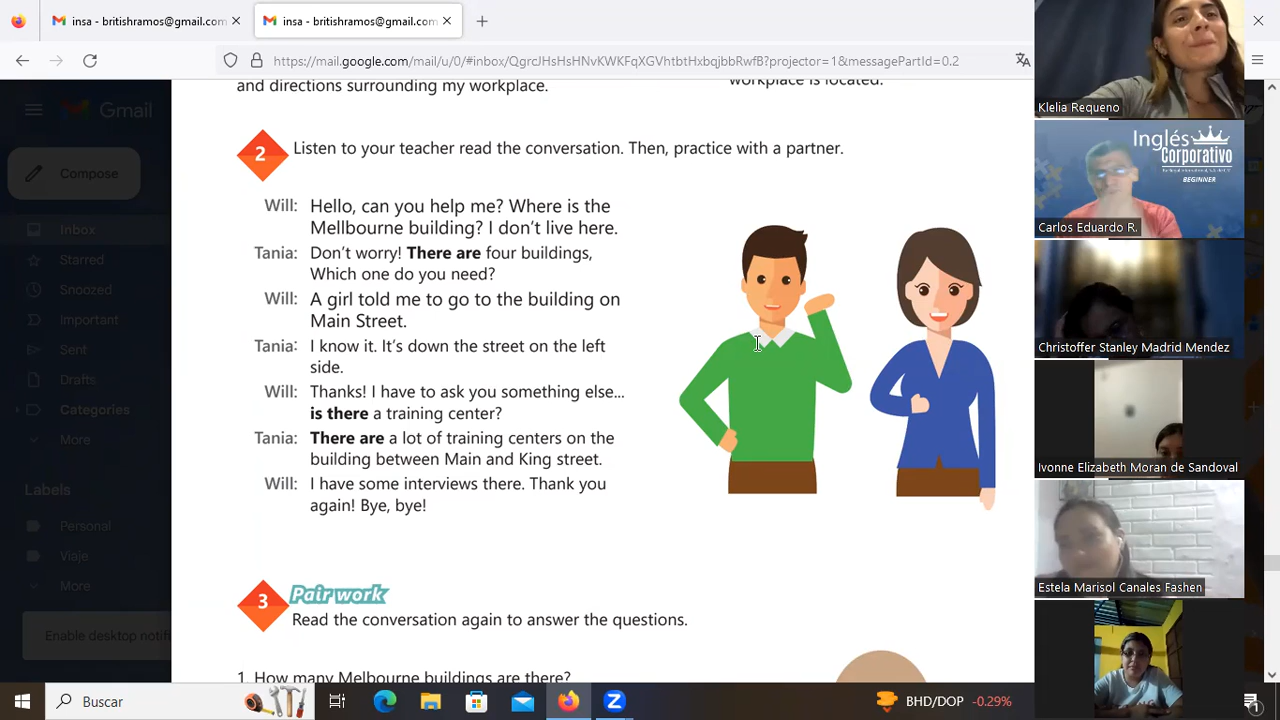 insa - britishramos@gmail.com
insa - britishramos@gmail.com
https://mail.google.com/mail/u/0/#inbox/QgrcJHsHsHNvKWKFqXGVhtbtHxbqjbbRwfB?projector=1&messagePartId=0.2
Gmail
Compose
Inbox
Starred
Snoozed
Important
Sent
Drafts
Categories
More
Labels
Personal
Viaje
More
Enable desktop notifi
and directions surrounding my workplace.
workplace is located.
2
Listen to your teacher read the conversation. Then, practice with a partner.
Will: Hello, can you help me? Where is the
Mellbourne building? I don't live here.
Tania: Don't worry! There are four buildings,
Which one do you need?
Will: A girl told me to go to the building on
Main Street.
Tania: I know it. It's down the street on the left
side.
Will: Thanks! I have to ask you something else...
is there a training center?
Tania: There are a lot of training centers on the
building between Main and King street.
Will: I have some interviews there. Thank you
again! Bye, bye!
3
Pair work
Read the conversation again to answer the questions.
1. How many Melbourne buildings are there?
Klelia Requeno
Inglés
Corporativo
BEGINNER
Carlos Eduardo R.
Christoffer Stanley Madrid Mendez
Ivonne Elizabeth Moran de Sandoval
Estela Marisol Canales Fashen
Buscar
BHD/DOP -0.29%
1